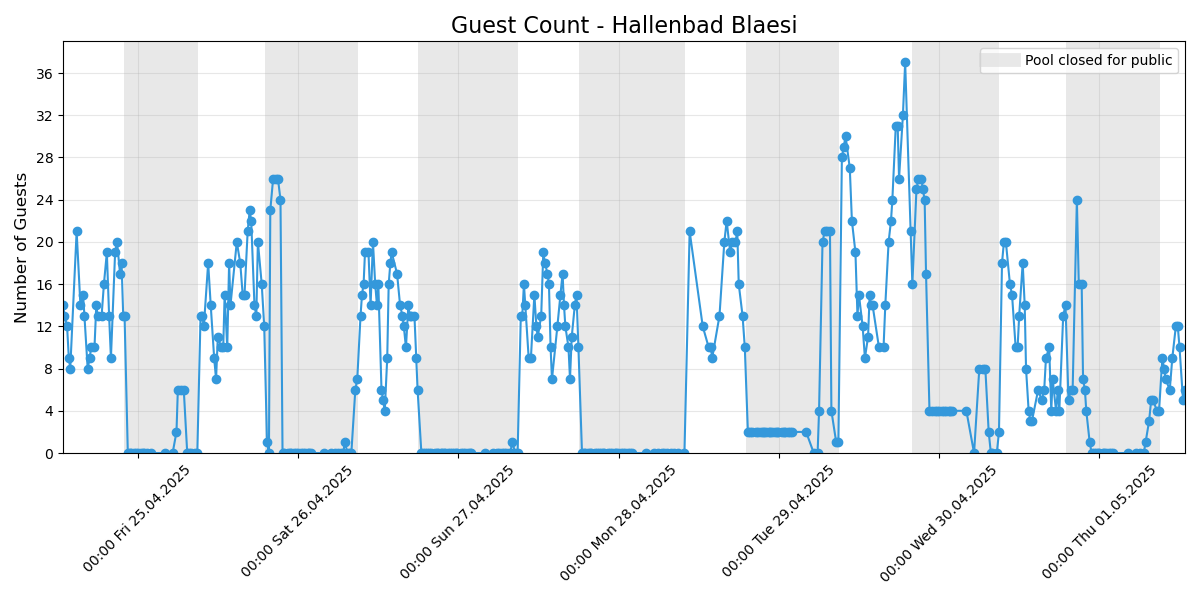 Guest Count - Hallenbad Blaesi
Pool closed for public
Number of Guests
36
32
28
24
20
16
12
8
4
0
00:00 Fri 25.04.2025
00:00 Sat 26.04.2025
00:00 Sun 27.04.2025
00:00 Mon 28.04.2025
00:00 Tue 29.04.2025
00:00 Wed 30.04.2025
00:00 Thu 01.05.2025